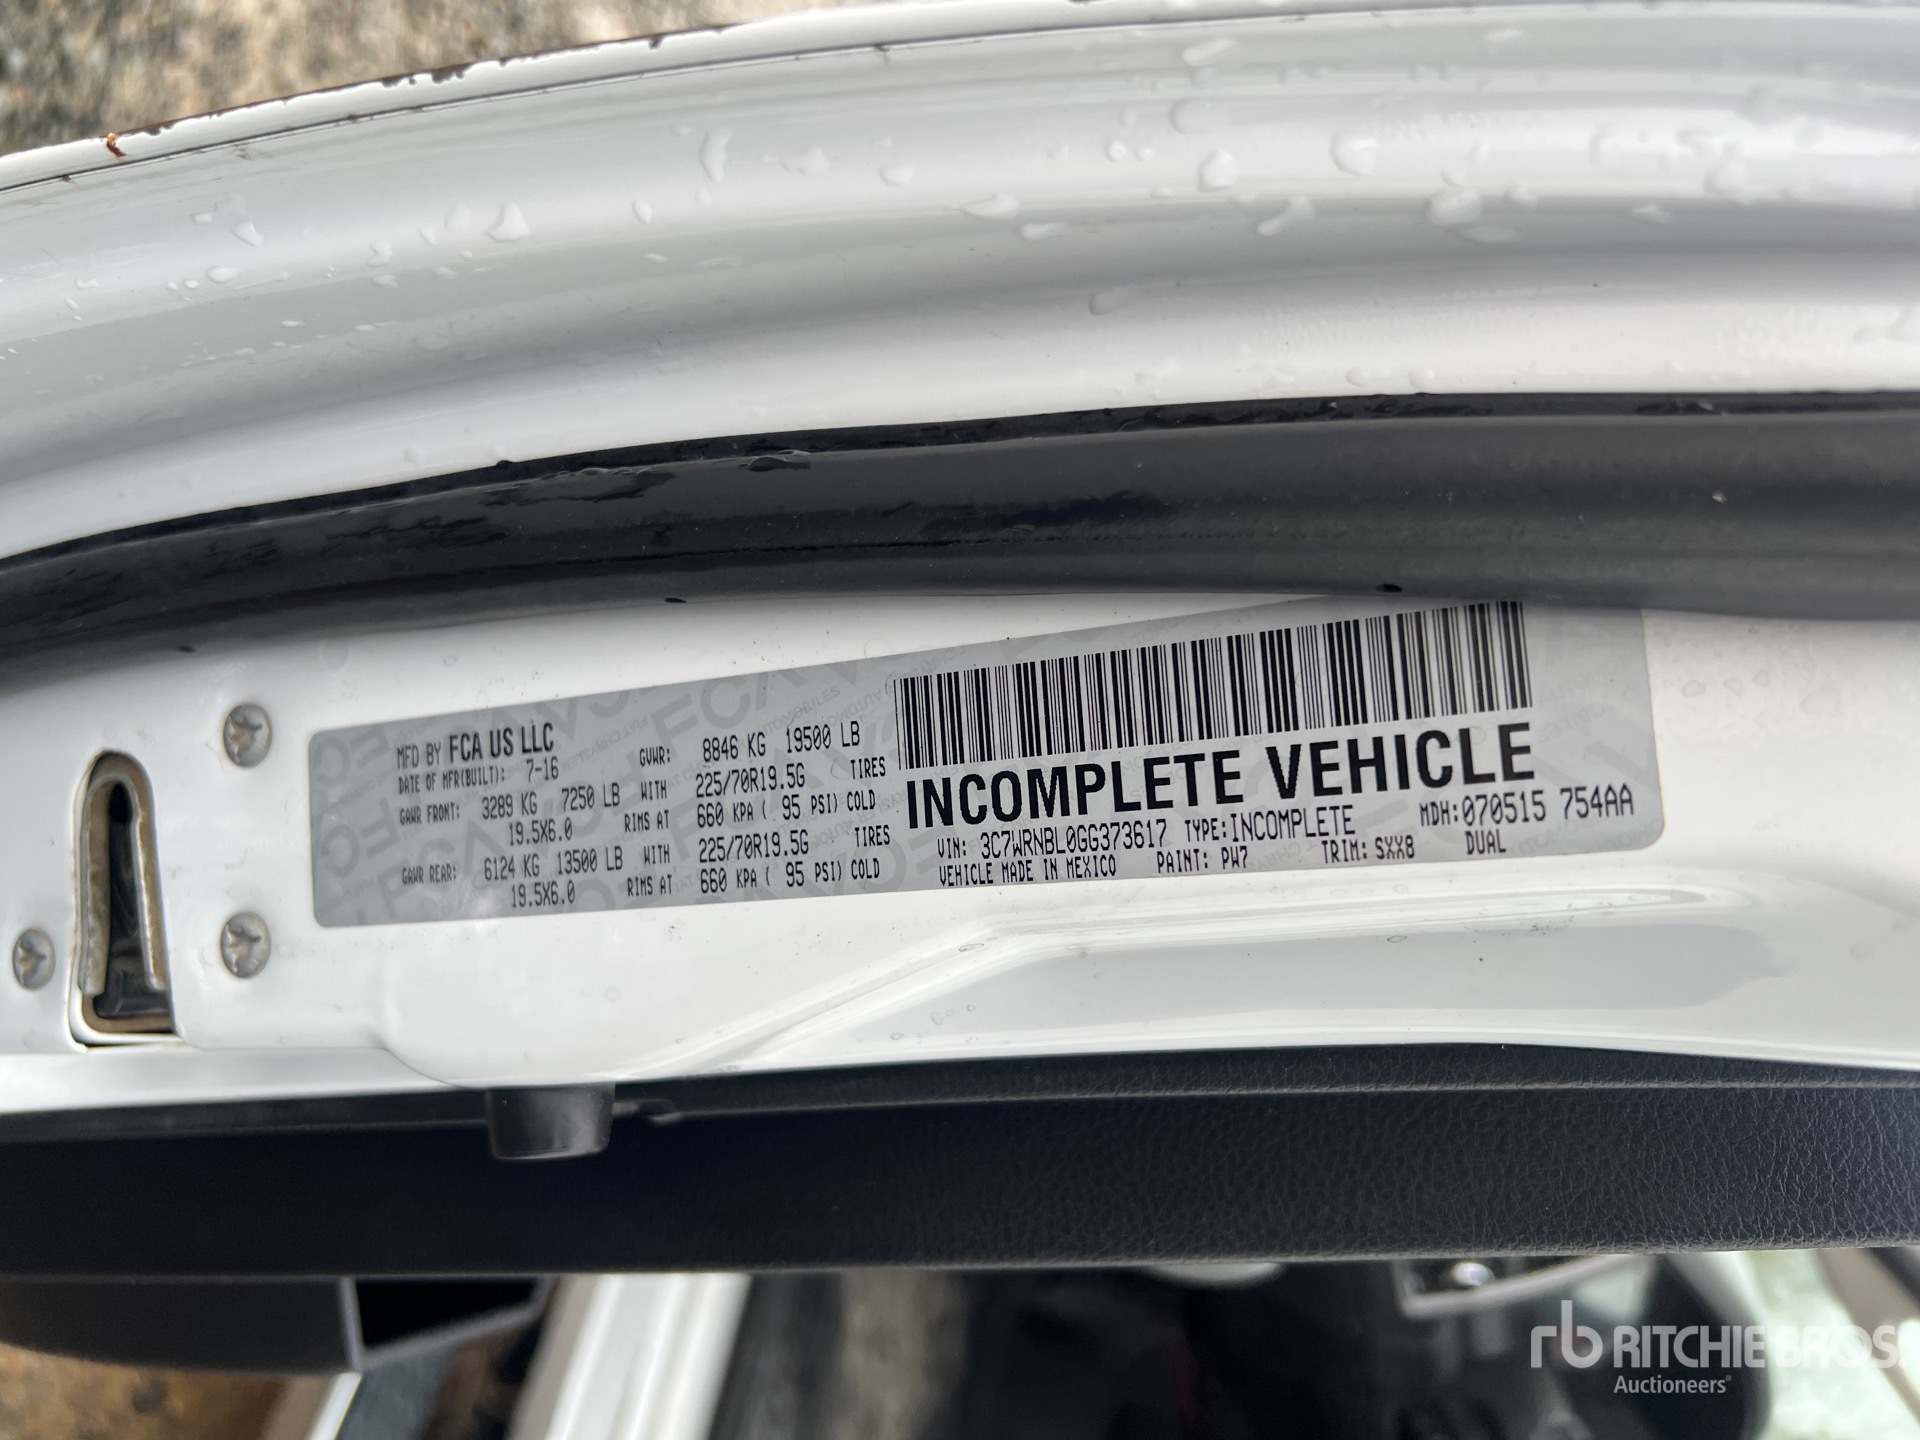 MFD BY FCA US LLC
DATE OF MFR(BUILT): 7-16
GVWR: 8846 KG 19500 LB
GAWR FRONT: 3289 KG 7250 LB WITH 225/70R19.5G TIRES
19.5X6.0 RIMS AT 660 KPA ( 95 PSI) COLD
GAWR REAR: 6124 KG 13500 LB WITH 225/70R19.5G TIRES
19.5X6.0 RIMS AT 660 KPA ( 95 PSI) COLD
INCOMPLETE VEHICLE
VIN: 3C7WRNBL0GG373617 TYPE:INCOMPLETE MDH:070515 754AA
VEHICLE MADE IN MEXICO PAINT: PW7 TRIM: SXX8 DUAL
rb RITCHIE BROS
Auctioneers